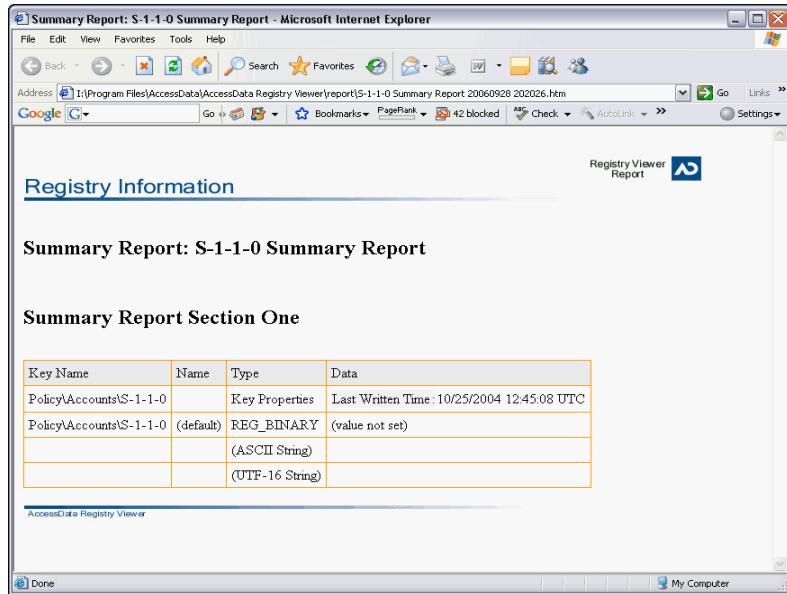 Summary Report: S-1-1-0 Summary Report - Microsoft Internet Explorer
File Edit View Favorites Tools Help
Back Search Favorites
Address I:\Program Files\AccessData\AccessData Registry Viewer\report\S-1-1-0 Summary Report 20060928 202026.htm Go Links »
Google G Go Bookmarks PageRank 42 blocked ABC Check AutoLink » Settings
Registry Viewer
Report
Registry Information
Summary Report: S-1-1-0 Summary Report
Summary Report Section One
Key Name Name Type Data
Policy\Accounts\S-1-1-0 Key Properties Last Written Time : 10/25/2004 12:45:08 UTC
Policy\Accounts\S-1-1-0 (default) REG_BINARY (value not set)
(ASCII String)
(UTF-16 String)
AccessData Registry Viewer
Done My Computer